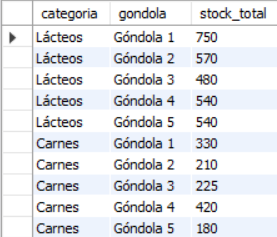 categoria gondola stock_total
Lácteos Góndola 1 750
Lácteos Góndola 2 570
Lácteos Góndola 3 480
Lácteos Góndola 4 540
Lácteos Góndola 5 540
Carnes Góndola 1 330
Carnes Góndola 2 210
Carnes Góndola 3 225
Carnes Góndola 4 420
Carnes Góndola 5 180